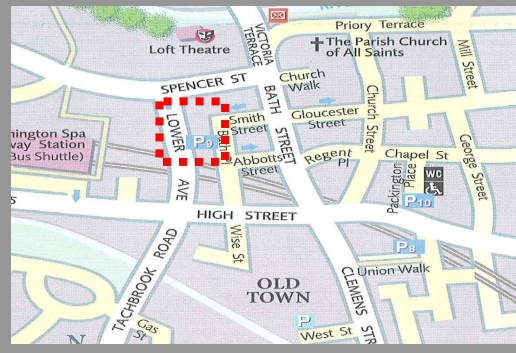 Priory Terrace
VICTORIA
TERRACE
Loft Theatre
The Parish Church
of All Saints
Mill Street
SPENCER ST
Church
Walk
BATH STREET
Smith
Street
Gloucester
Street
Church Street
LOWER AVE
P9
Bath
Abbotts
Street
Regent
Pl
Chapel St
George Street
mington Spa
way Station
Bus Shuttle)
WC
Packington
Place
P10
HIGH STREET
Wise St
P8
Union Walk
TACHBROOK ROAD
OLD
TOWN
CLEMENS STR
Gas
St
P
West St
N